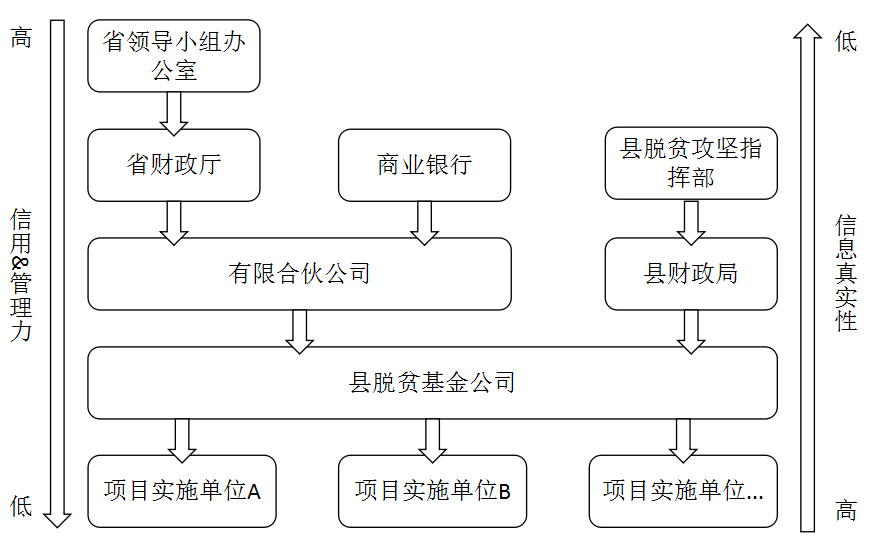 高
省领导小组办
公室
低
省财政厅
商业银行
县脱贫攻坚指
挥部
信用&管理力
有限合伙公司
县财政局
信息真实性
县脱贫基金公司
项目实施单位A
项目实施单位B
项目实施单位...
低
高